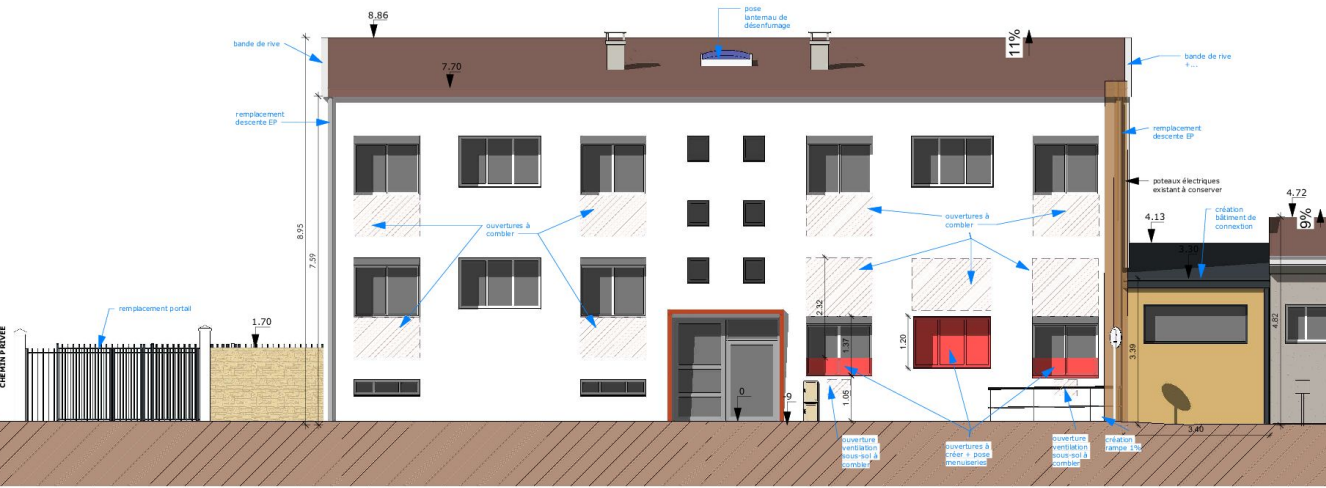 8.86
pose
lanternau de
désenfumage
11%
bande de rive
bande de rive
+...
7.70
remplacement
descente EP
remplacement
descente EP
poteaux électriques
existant à conserver
4.72
9%
création
bâtiment de
connextion
4.13
3.30
ouvertures à
combler
ouvertures à
combler
8.95
7.59
2.32
1.37
1.20
1.05
3.39
4.82
remplacement portail
1.70
CHEMIN PRIVEE
0
-9
3.40
ouverture
ventilation
sous-sol à
combler
ouvertures à
créer + pose
menuiseries
ouverture
ventilation
sous-sol à
combler
création
rampe 1%